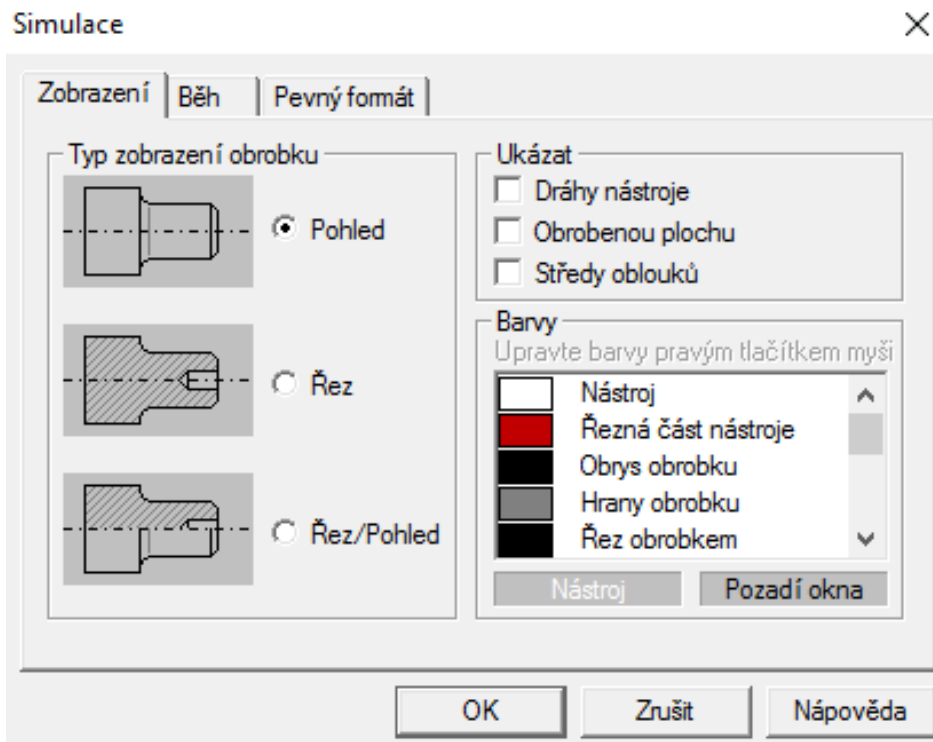 Simulace
Zobrazení
Běh
Pevný formát
Typ zobrazení obrobku
Pohled
Řez
Řez/Pohled
Ukázat
Dráhy nástroje
Obrobenou plochu
Středy oblouků
Barvy
Upravte barvy pravým tlačítkem myši
Nástroj
Řezná část nástroje
Obrys obrobku
Hrany obrobku
Řez obrobkem
Nástroj
Pozadí okna
OK
Zrušit
Nápověda